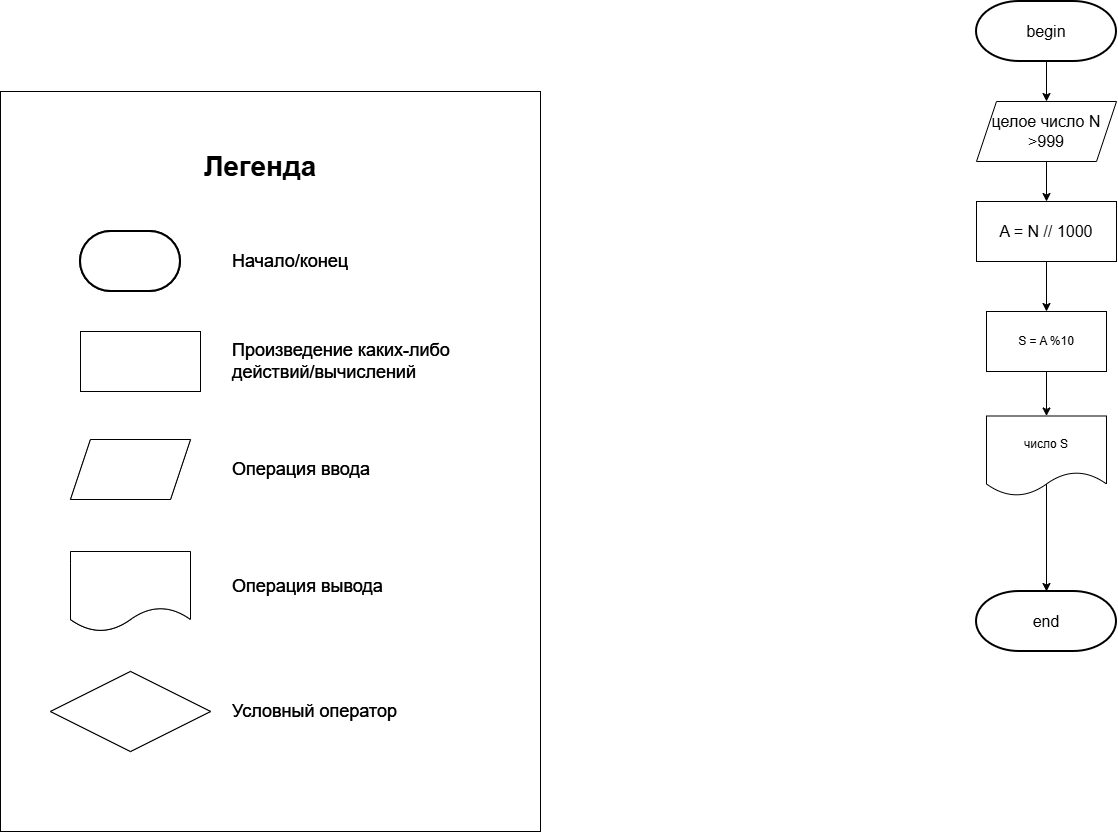 Легенда
Начало/конец
Произведение каких-либо
действий/вычислений
Операция ввода
Операция вывода
Условный оператор
begin
целое число N
>999
A = N // 1000
S = A %10
число S
end